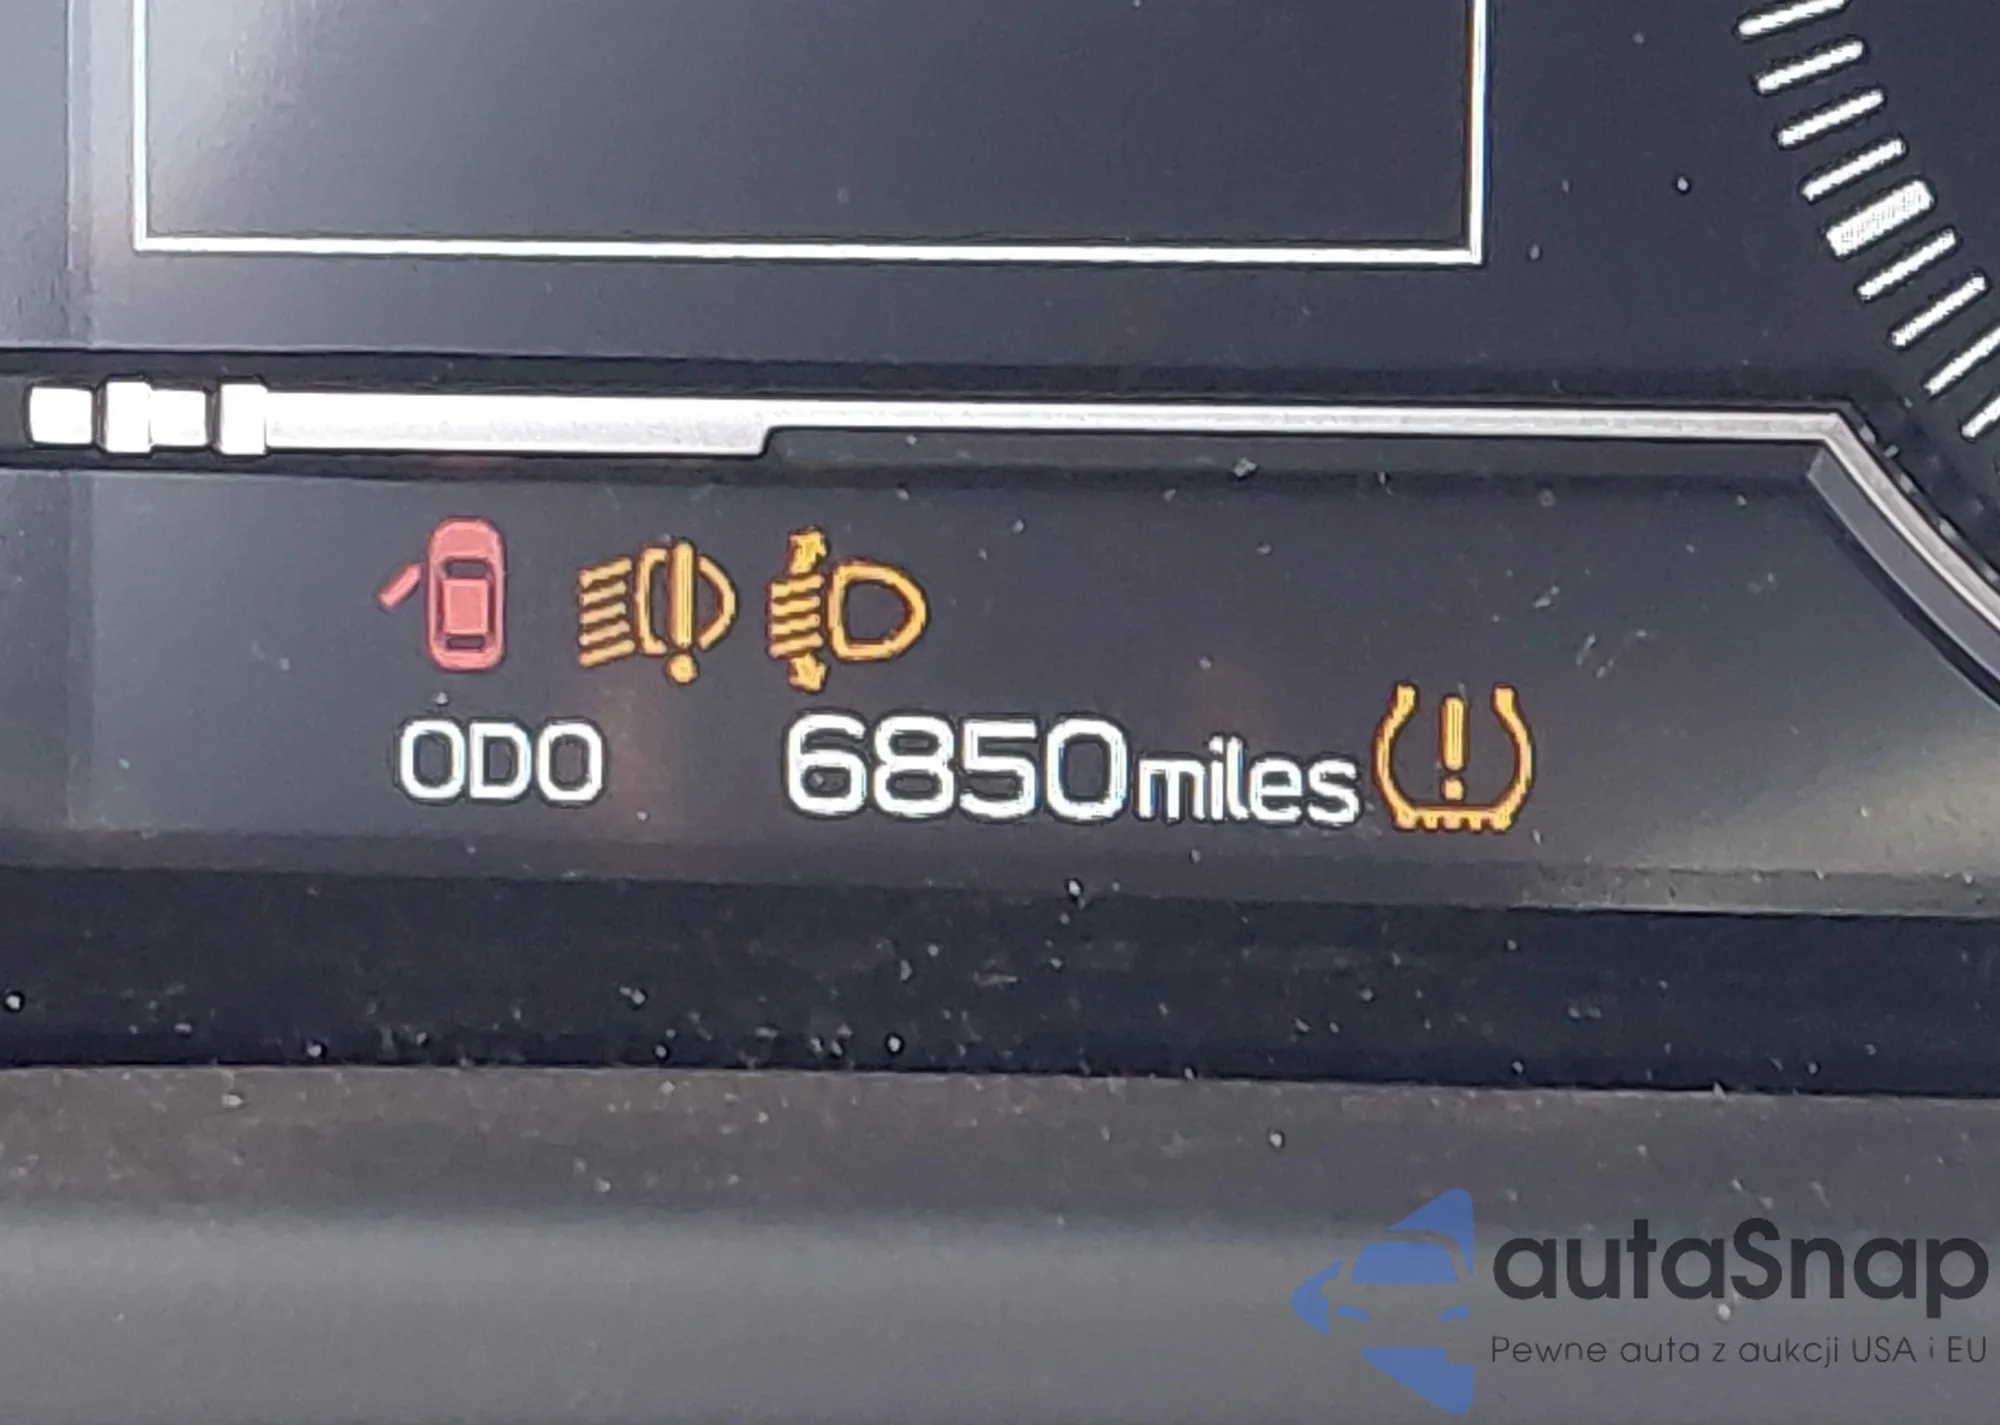 ODO 6850miles
autaSnap
Pewne auta z aukcji USA i EU